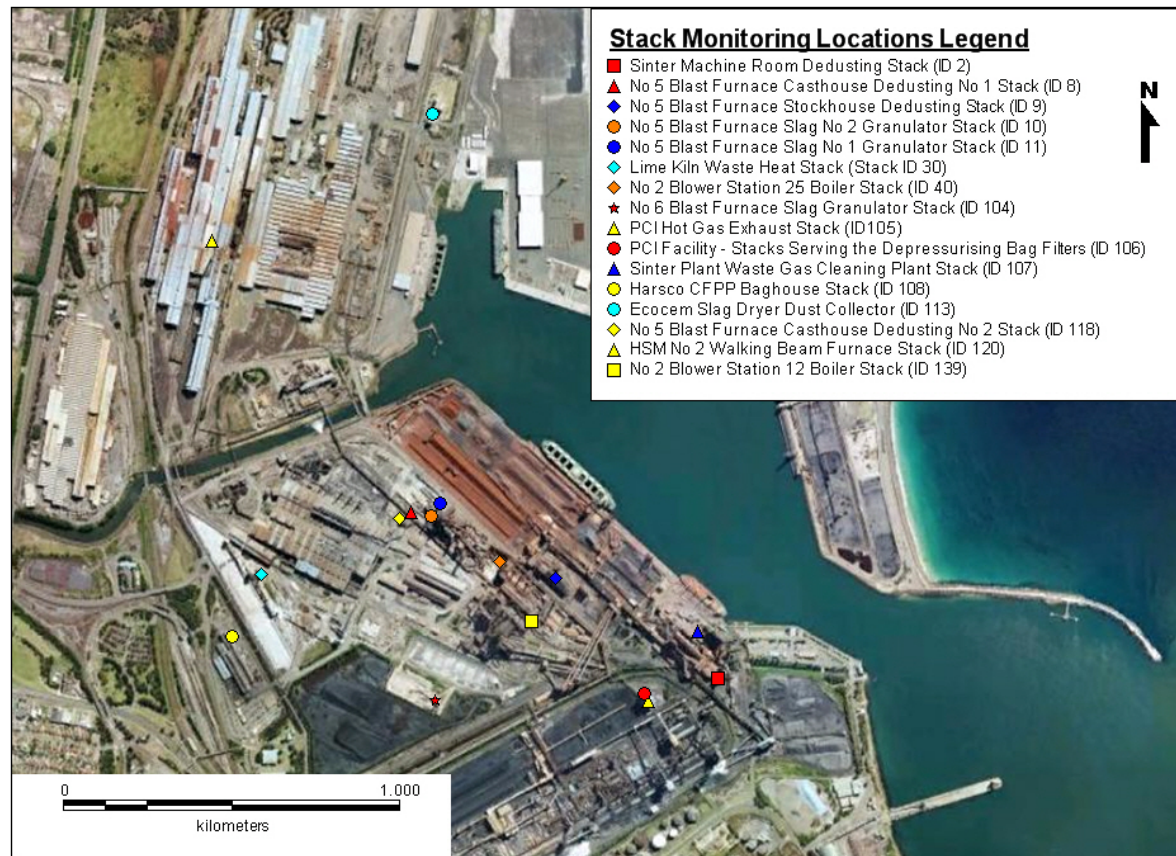 Stack Monitoring Locations Legend
Sinter Machine Room Dedusting Stack (ID 2)
No 5 Blast Furnace Casthouse Dedusting No 1 Stack (ID 8)
No 5 Blast Furnace Stockhouse Dedusting Stack (ID 9)
No 5 Blast Furnace Slag No 2 Granulator Stack (ID 10)
No 5 Blast Furnace Slag No 1 Granulator Stack (ID 11)
Lime Kiln Waste Heat Stack (Stack ID 30)
No 2 Blower Station 25 Boiler Stack (ID 40)
No 6 Blast Furnace Slag Granulator Stack (ID 104)
PCI Hot Gas Exhaust Stack (ID105)
PCI Facility - Stacks Serving the Depressurising Bag Filters (ID 106)
Sinter Plant Waste Gas Cleaning Plant Stack (ID 107)
Harsco CFPP Baghouse Stack (ID 108)
Ecocem Slag Dryer Dust Collector (ID 113)
No 5 Blast Furnace Casthouse Dedusting No 2 Stack (ID 118)
HSM No 2 Walking Beam Furnace Stack (ID 120)
No 2 Blower Station 12 Boiler Stack (ID 139)
N
0 1.000
kilometers